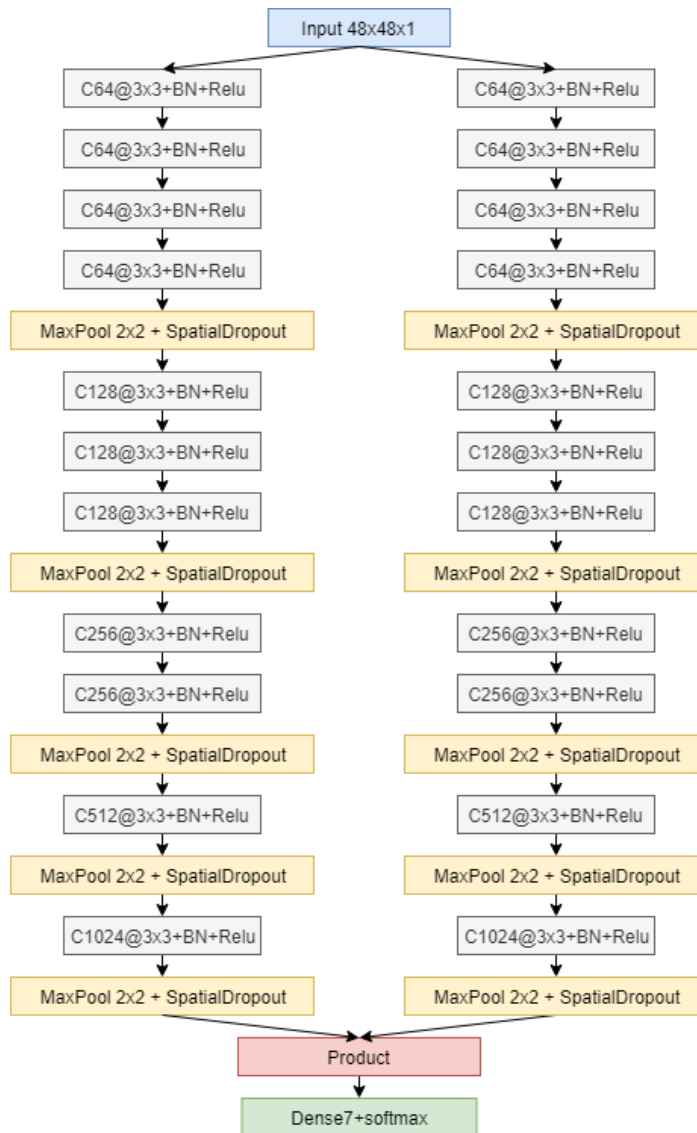 Input 48x48x1
C64@3x3+BN+Relu
C64@3x3+BN+Relu
C64@3x3+BN+Relu
C64@3x3+BN+Relu
MaxPool 2x2 + SpatialDropout
C128@3x3+BN+Relu
C128@3x3+BN+Relu
C128@3x3+BN+Relu
MaxPool 2x2 + SpatialDropout
C256@3x3+BN+Relu
C256@3x3+BN+Relu
MaxPool 2x2 + SpatialDropout
C512@3x3+BN+Relu
MaxPool 2x2 + SpatialDropout
C1024@3x3+BN+Relu
MaxPool 2x2 + SpatialDropout
C64@3x3+BN+Relu
C64@3x3+BN+Relu
C64@3x3+BN+Relu
C64@3x3+BN+Relu
MaxPool 2x2 + SpatialDropout
C128@3x3+BN+Relu
C128@3x3+BN+Relu
C128@3x3+BN+Relu
MaxPool 2x2 + SpatialDropout
C256@3x3+BN+Relu
C256@3x3+BN+Relu
MaxPool 2x2 + SpatialDropout
C512@3x3+BN+Relu
MaxPool 2x2 + SpatialDropout
C1024@3x3+BN+Relu
MaxPool 2x2 + SpatialDropout
Product
Dense7+softmax